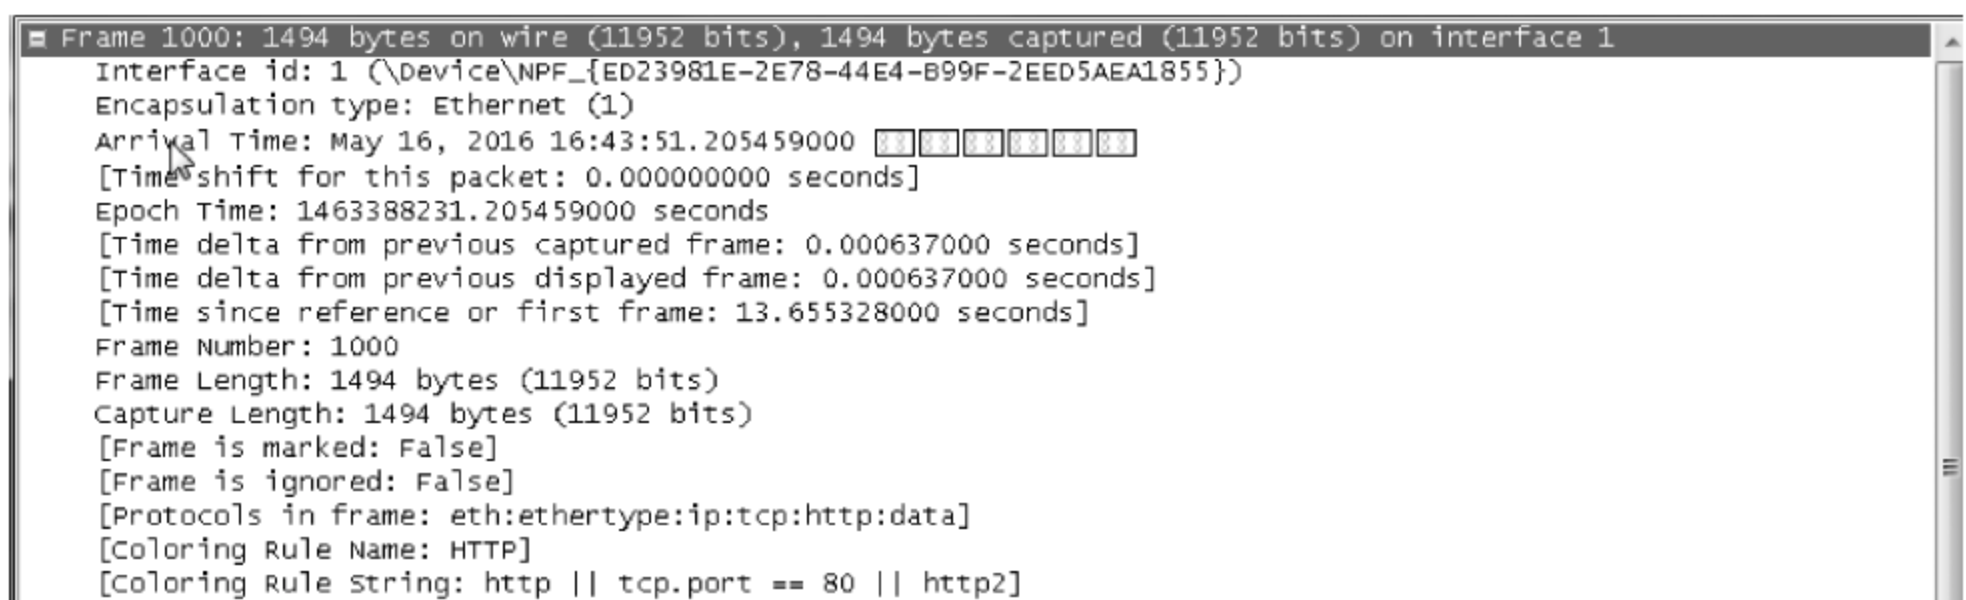 Frame 1000: 1494 bytes on wire (11952 bits), 1494 bytes captured (11952 bits) on interface 1
Interface id: 1 (\Device\NPF_{ED23981E-2E78-44E4-B99F-2EED5AEA1855})
Encapsulation type: Ethernet (1)
Arrival Time: May 16, 2016 16:43:51.205459000
[Time shift for this packet: 0.000000000 seconds]
Epoch Time: 1463388231.205459000 seconds
[Time delta from previous captured frame: 0.000637000 seconds]
[Time delta from previous displayed frame: 0.000637000 seconds]
[Time since reference or first frame: 13.655328000 seconds]
Frame Number: 1000
Frame Length: 1494 bytes (11952 bits)
Capture Length: 1494 bytes (11952 bits)
[Frame is marked: False]
[Frame is ignored: False]
[Protocols in frame: eth:ethertype:ip:tcp:http:data]
[Coloring Rule Name: HTTP]
[Coloring Rule String: http || tcp.port == 80 || http2]